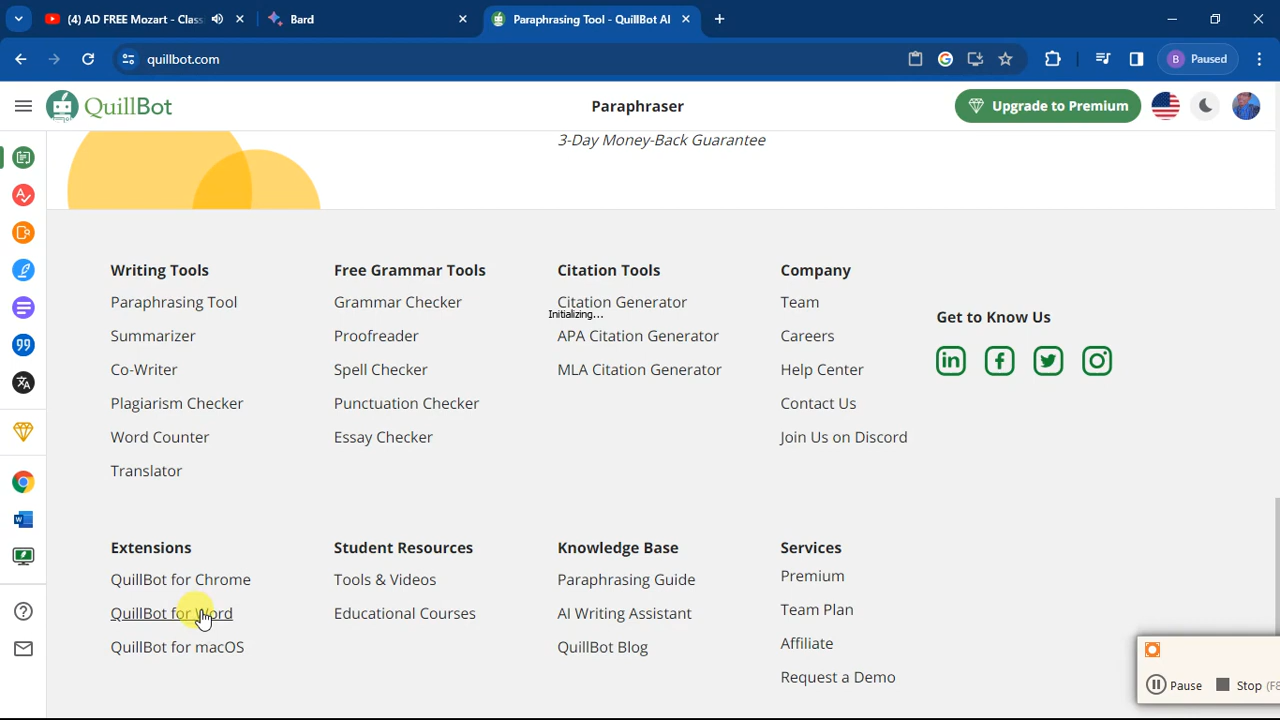 (4) AD FREE Mozart - Class
Bard
Paraphrasing Tool - QuillBot AI
quillbot.com
B Paused
QuillBot
Paraphraser
Upgrade to Premium
3-Day Money-Back Guarantee
Writing Tools
Paraphrasing Tool
Summarizer
Co-Writer
Plagiarism Checker
Word Counter
Translator
Free Grammar Tools
Grammar Checker
Proofreader
Spell Checker
Punctuation Checker
Essay Checker
Citation Tools
Citation Generator
Initializing...
APA Citation Generator
MLA Citation Generator
Company
Team
Careers
Help Center
Contact Us
Join Us on Discord
Get to Know Us
Extensions
QuillBot for Chrome
QuillBot for Word
QuillBot for macOS
Student Resources
Tools & Videos
Educational Courses
Knowledge Base
Paraphrasing Guide
AI Writing Assistant
QuillBot Blog
Services
Premium
Team Plan
Affiliate
Request a Demo
Pause Stop (F8